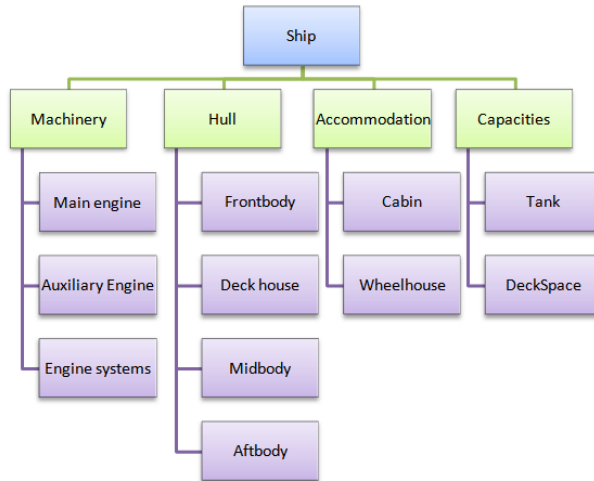 Ship
Machinery
Hull
Accommodation
Capacities
Main engine
Frontbody
Cabin
Tank
Auxiliary Engine
Deck house
Wheelhouse
DeckSpace
Engine systems
Midbody
Aftbody